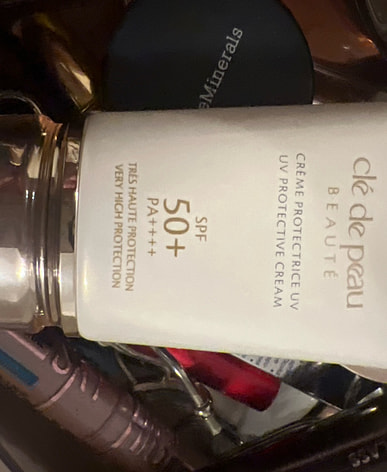 clé de peau
BEAUTÉ
CRÈME PROTECTRICE UV
UV PROTECTIVE CREAM
SPF
50+
PA++++
TRÈS HAUTE PROTECTION
VERY HIGH PROTECTION
eMinerals